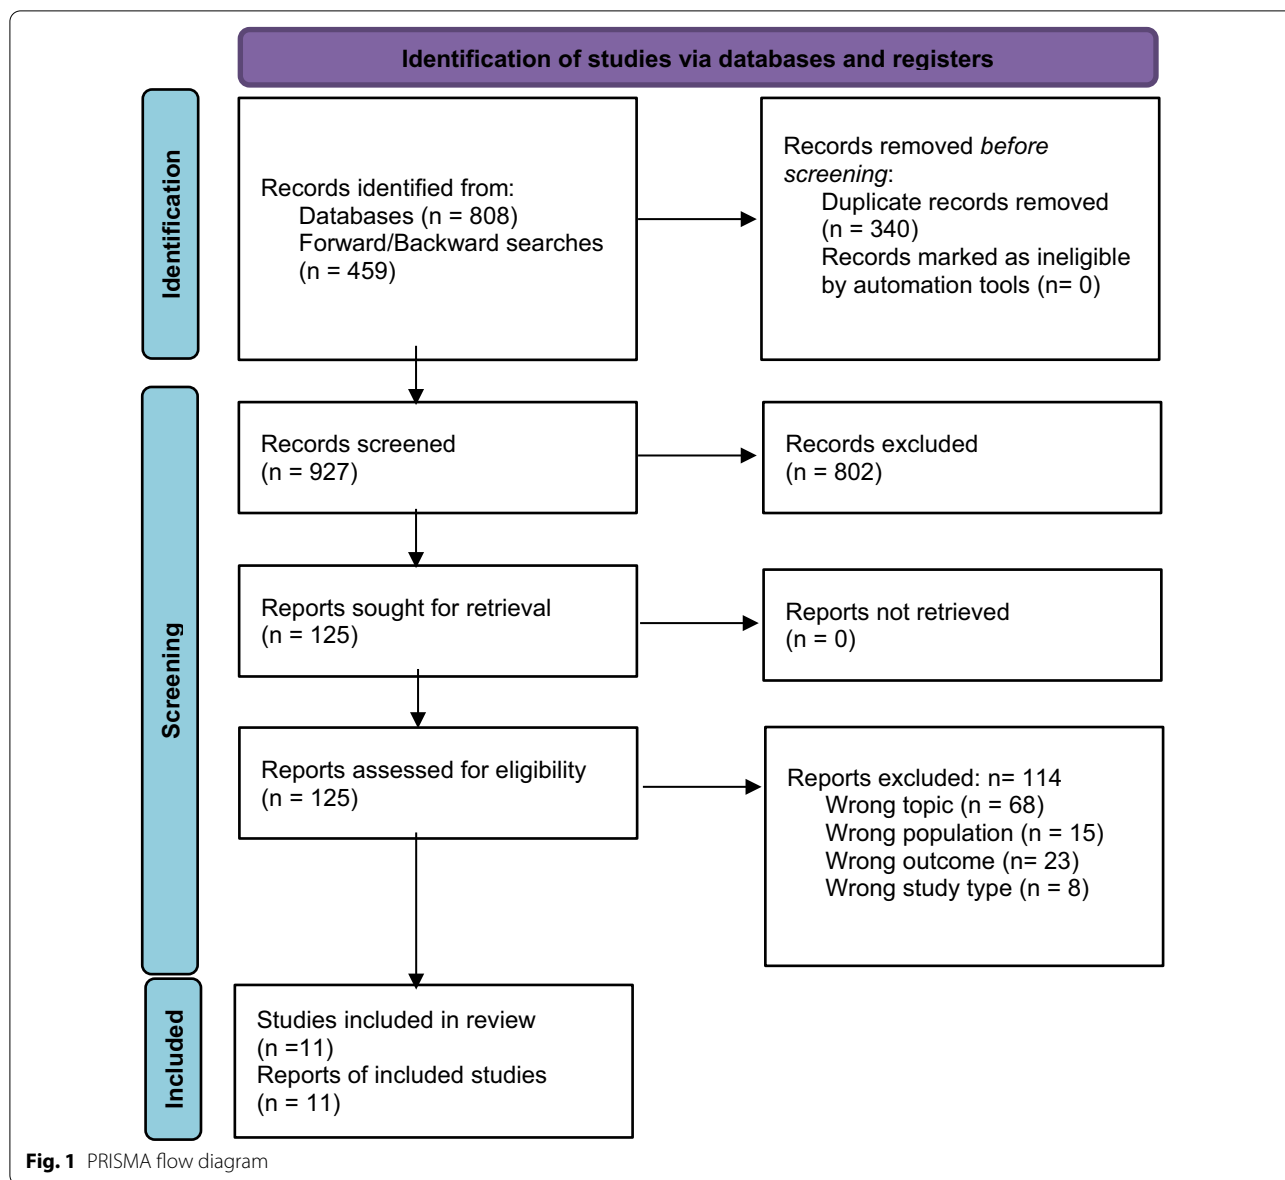 Identification of studies via databases and registers
Identification
Records identified from:
Databases (n = 808)
Forward/Backward searches
(n = 459)
Records removed before
screening:
Duplicate records removed
(n = 340)
Records marked as ineligible
by automation tools (n= 0)
Screening
Records screened
(n = 927)
Records excluded
(n = 802)
Reports sought for retrieval
(n = 125)
Reports not retrieved
(n = 0)
Reports assessed for eligibility
(n = 125)
Reports excluded: n= 114
Wrong topic (n = 68)
Wrong population (n = 15)
Wrong outcome (n= 23)
Wrong study type (n = 8)
Included
Studies included in review
(n =11)
Reports of included studies
(n = 11)
Fig. 1 PRISMA flow diagram